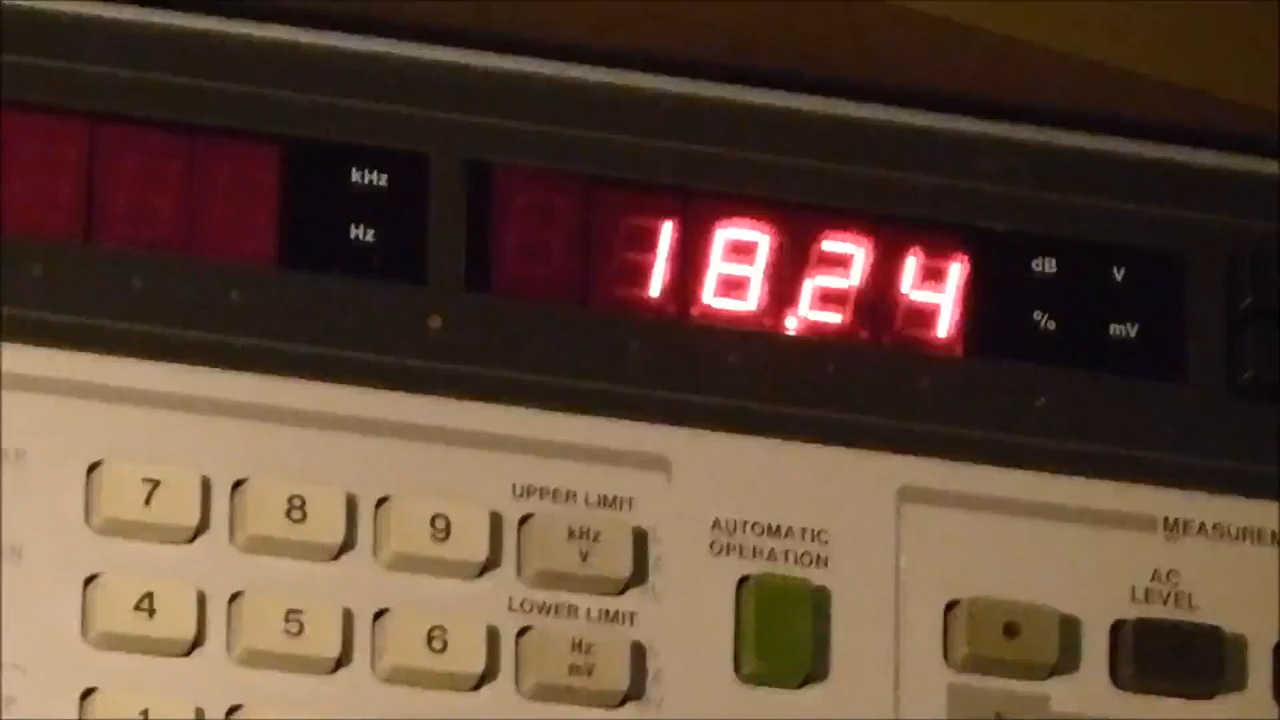 kHz
Hz
18.24
dB V
% mV
7 8 9
UPPER LIMIT
kHz
V
AUTOMATIC
OPERATION
4 5 6
LOWER LIMIT
Hz
mV
MEASUREM
AC
LEVEL
1